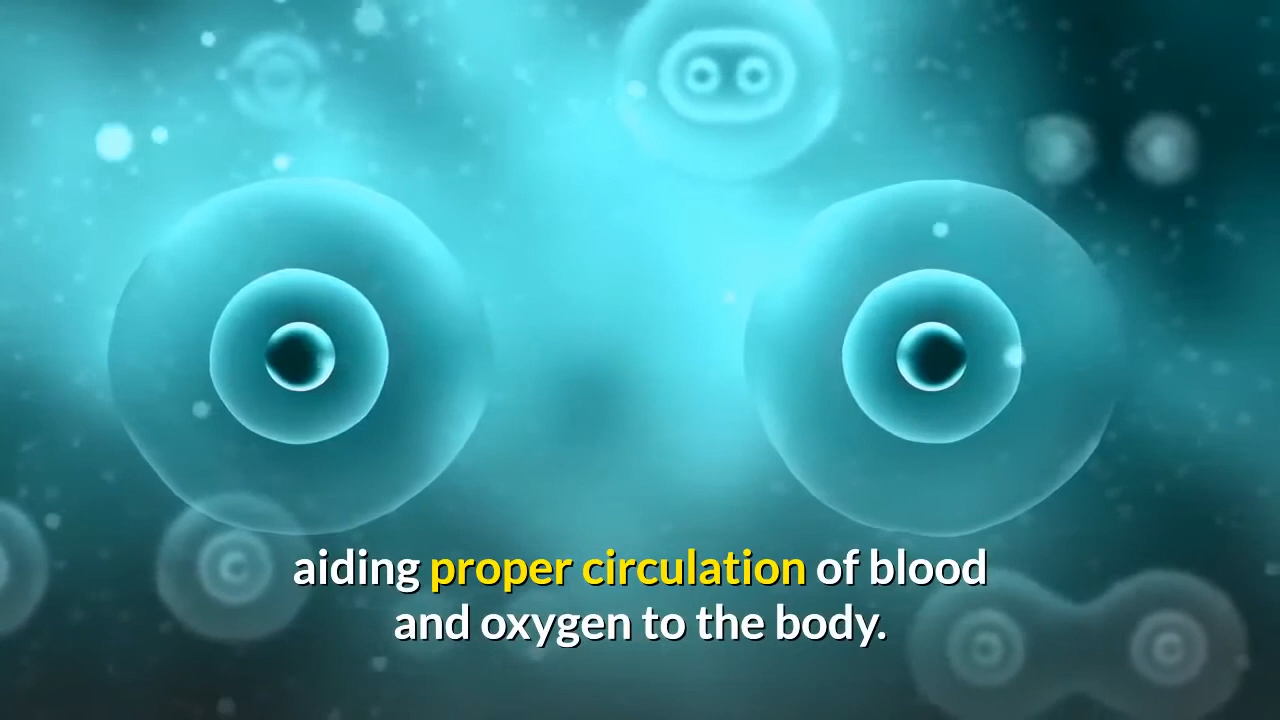 aiding proper circulation of blood
and oxygen to the body.